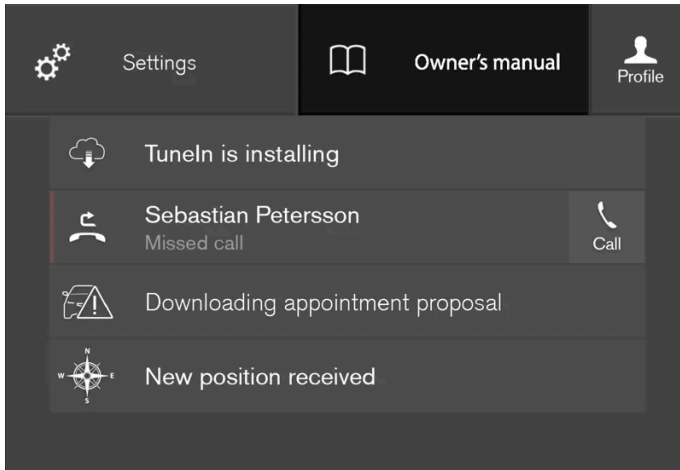 Settings
Owner's manual
Profile
TuneIn is installing
Sebastian Petersson
Missed call
Call
Downloading appointment proposal
N
W E
S
New position received